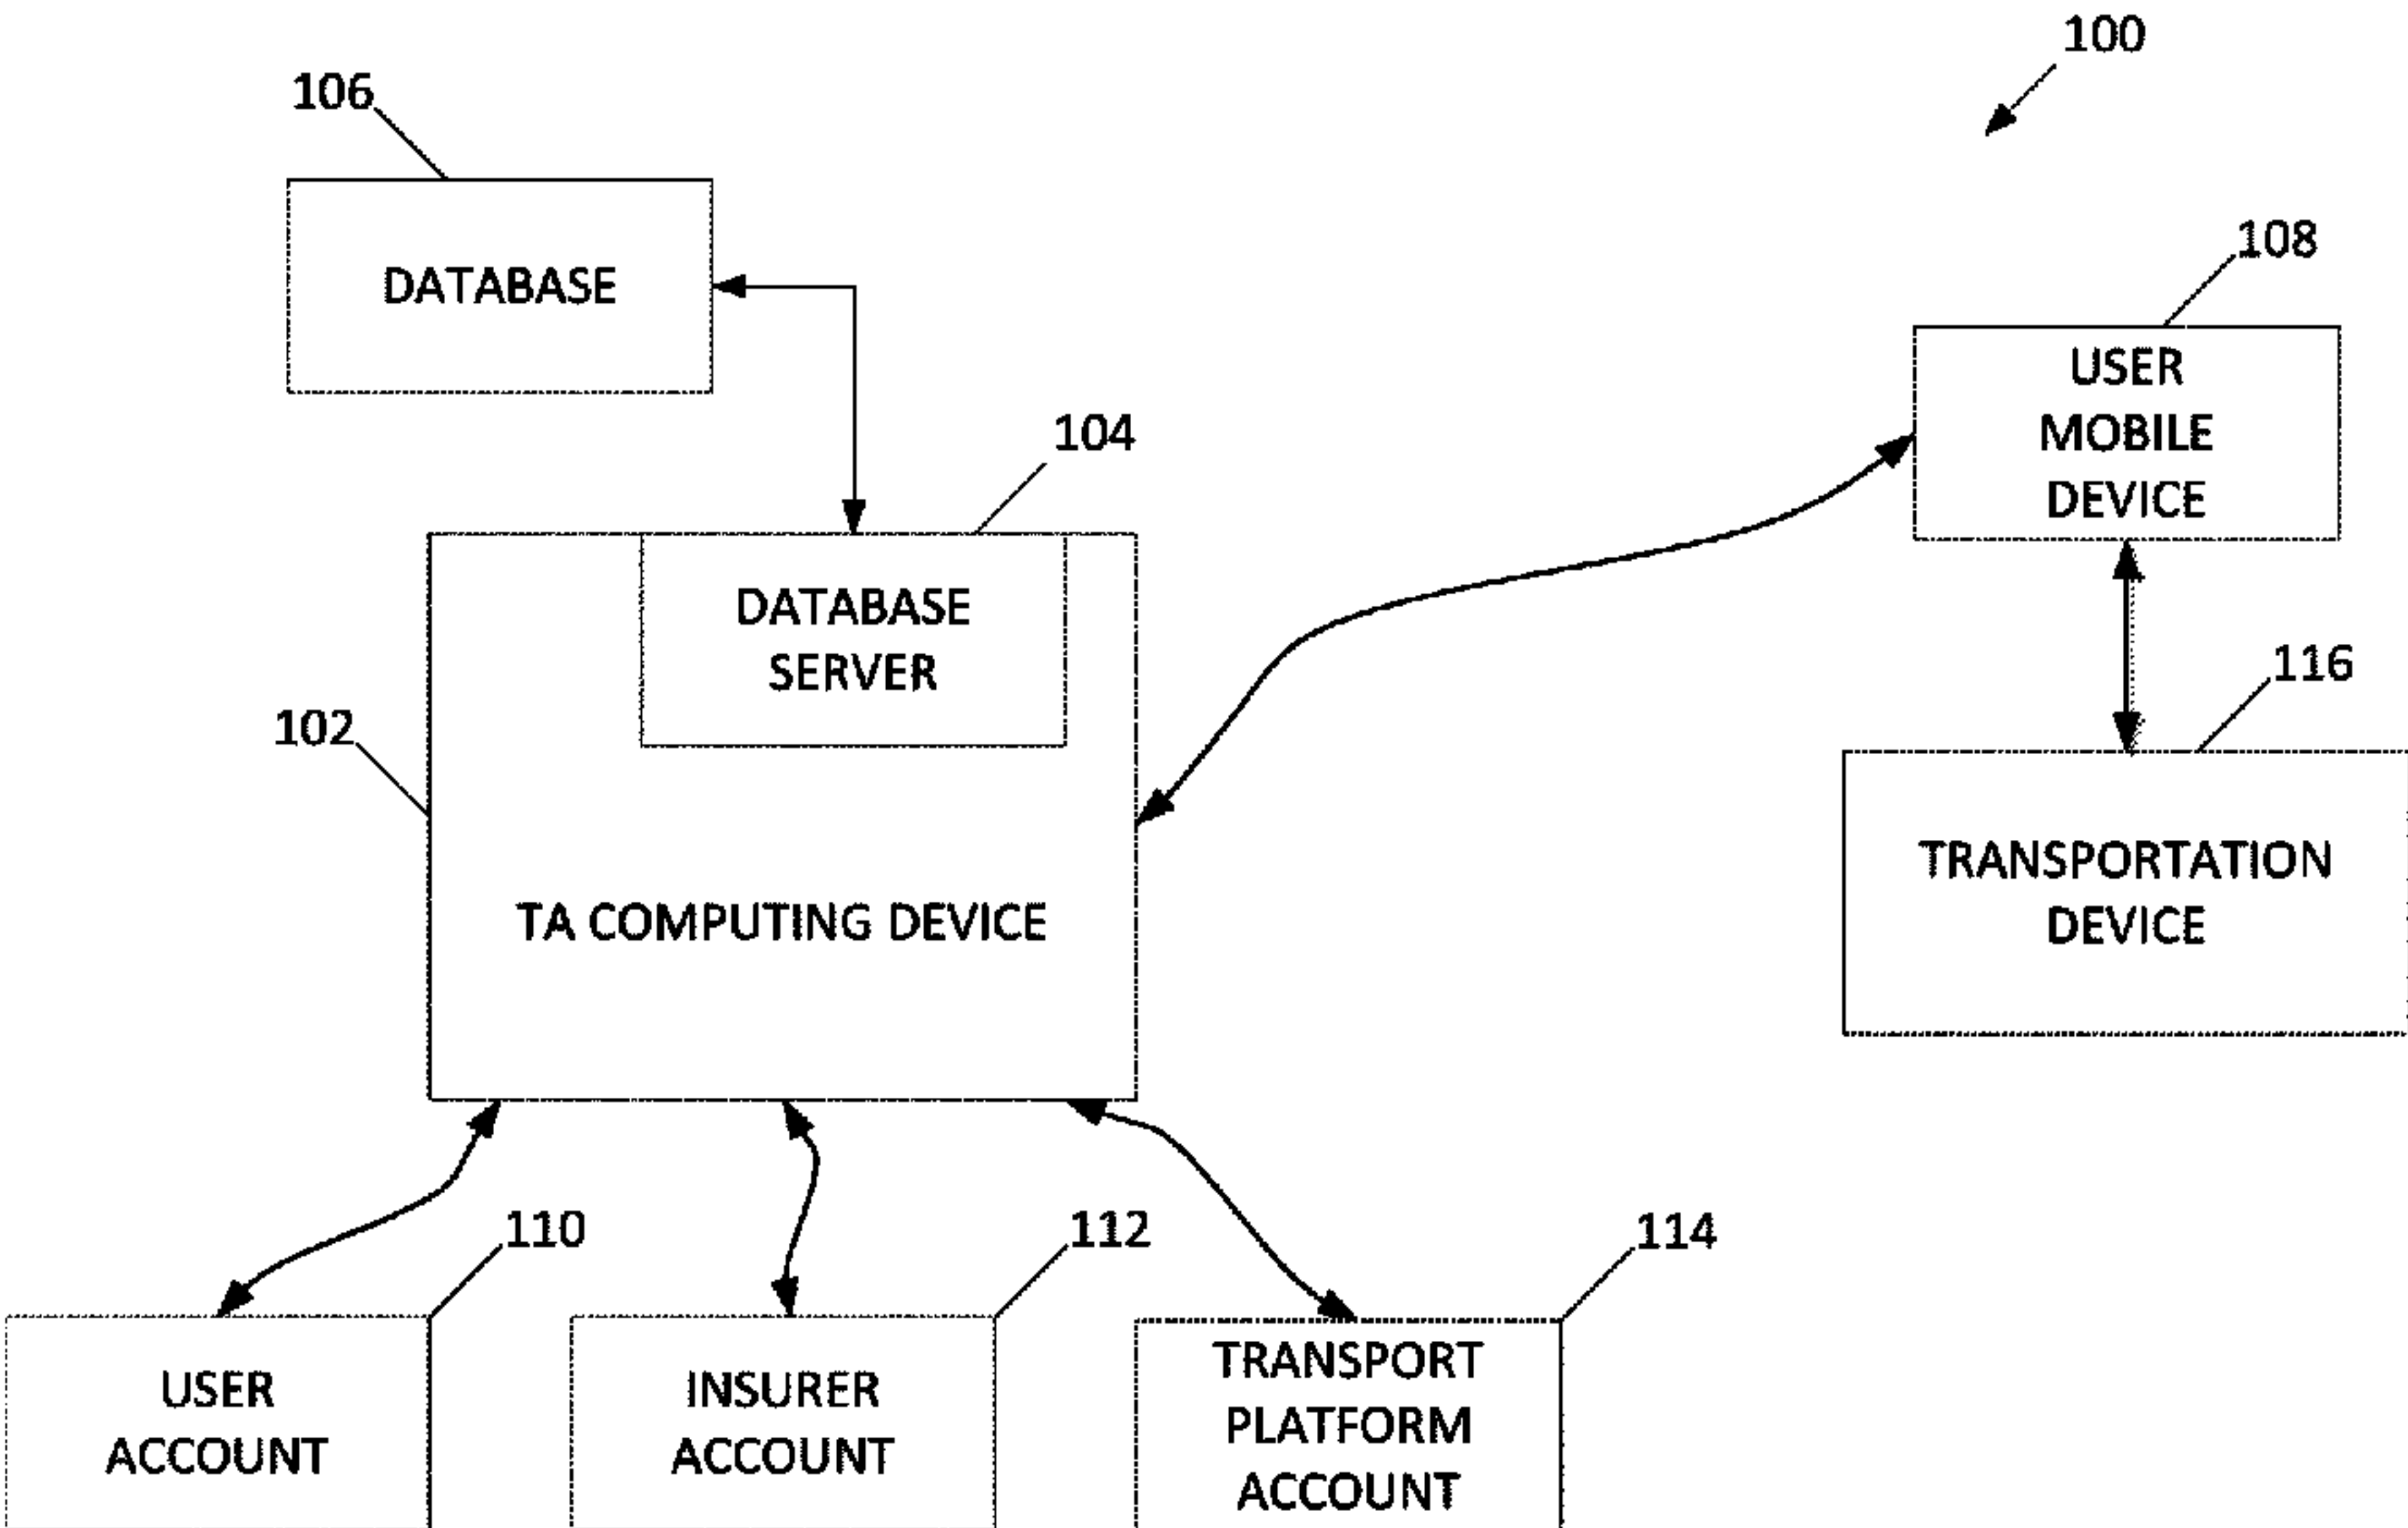 100
106
DATABASE
108
USER
MOBILE
DEVICE
104
DATABASE
SERVER
116
102
TRANSPORTATION
DEVICE
TA COMPUTING DEVICE
110
112
114
USER
ACCOUNT
INSURER
ACCOUNT
TRANSPORT
PLATFORM
ACCOUNT